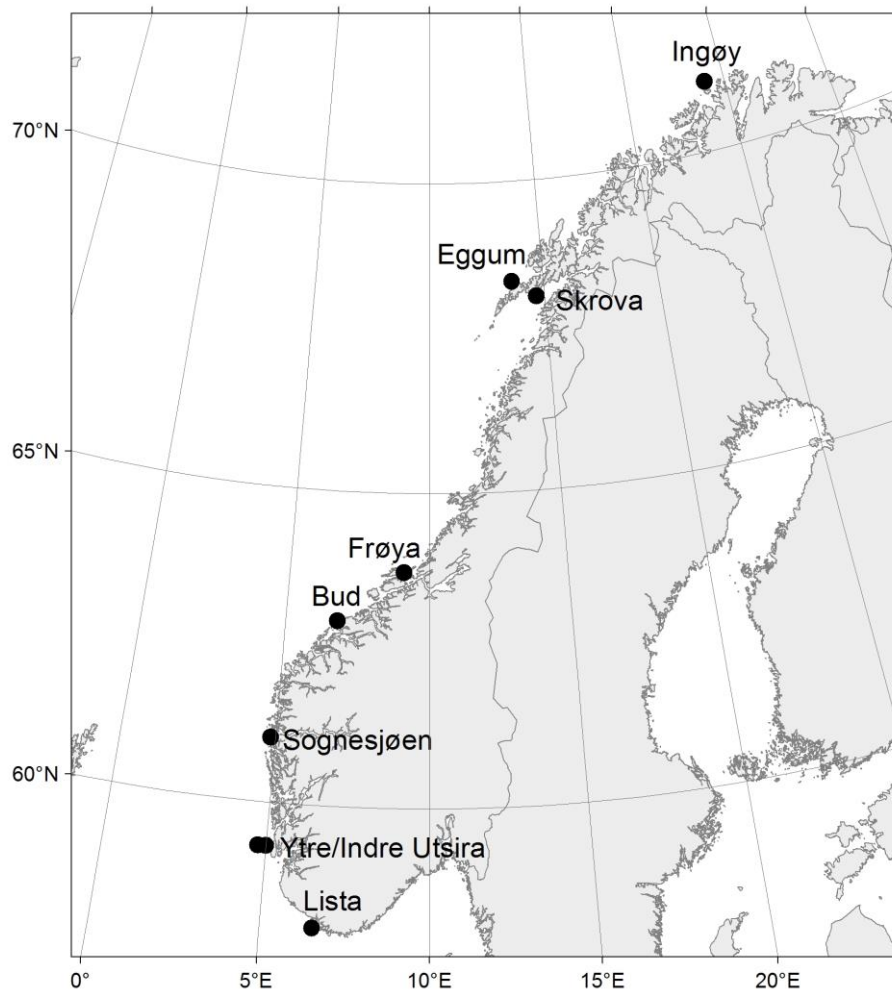 Ingøy
70°N
Eggum
Skrova
65°N
Frøya
Bud
Sognesjøen
60°N
Ytre/Indre Utsira
Lista
0°
5°E
10°E
15°E
20°E